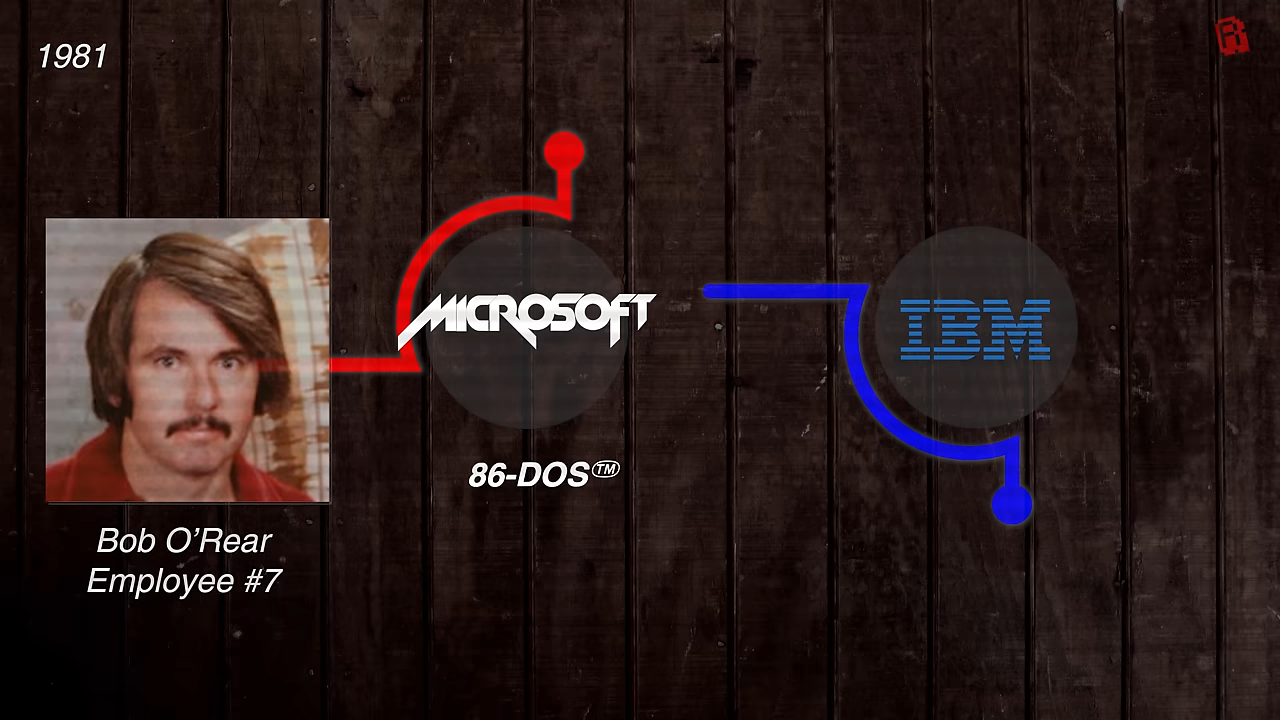 1981
MICROSOFT
IBM
86-DOS™
Bob O’Rear
Employee #7